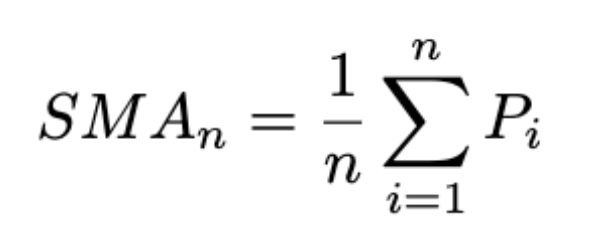 SMA_n = \frac{1}{n} \sum_{i=1}^{n} P_i